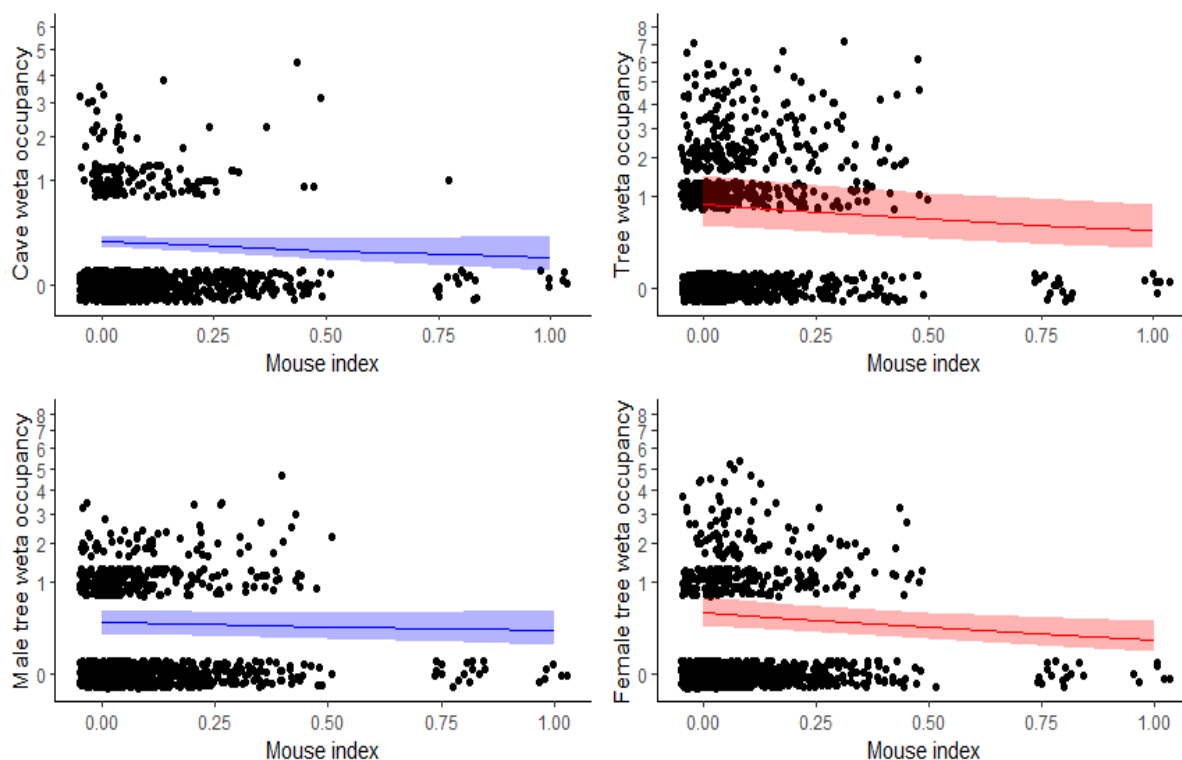 Cave weta occupancy
6
5
4
3
2
1
0
0.00 0.25 0.50 0.75 1.00
Mouse index
Tree weta occupancy
8
7
6
5
4
3
2
1
0
0.00 0.25 0.50 0.75 1.00
Mouse index
Male tree weta occupancy
8
7
6
5
4
3
2
1
0
0.00 0.25 0.50 0.75 1.00
Mouse index
Female tree weta occupancy
8
7
6
5
4
3
2
1
0
0.00 0.25 0.50 0.75 1.00
Mouse index